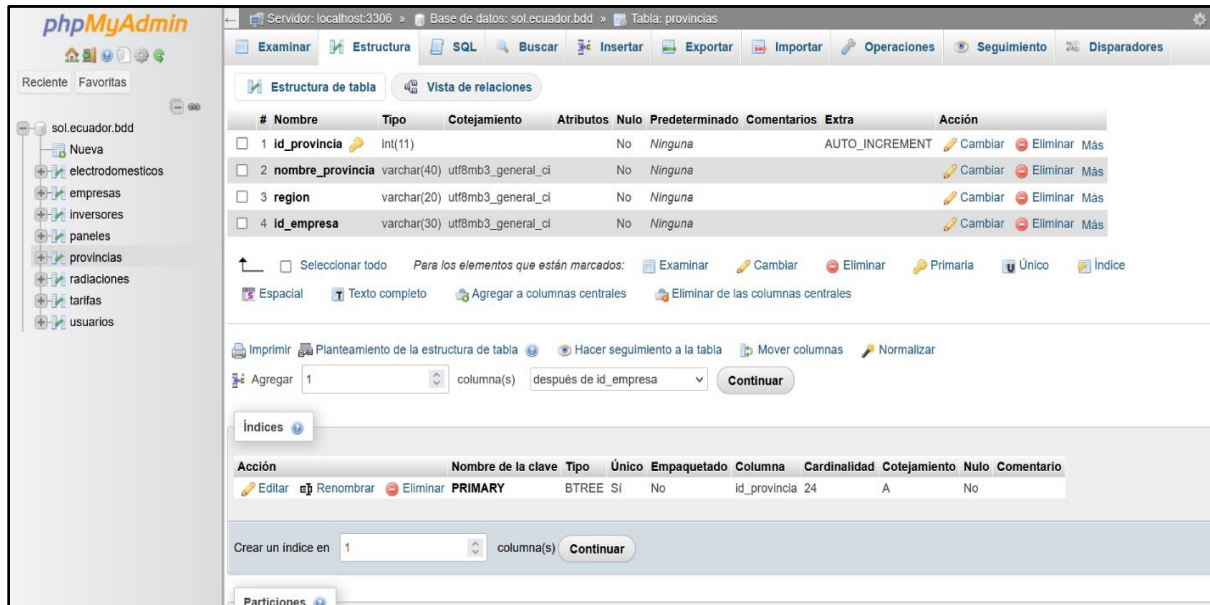 phpMyAdmin
Reciente Favoritas
sol.ecuador.bdd
Nueva
electrodomesticos
empresas
inversores
paneles
provincias
radiaciones
tarifas
usuarios
← Servidor: localhost:3306 » Base de datos: sol.ecuador.bdd » Tabla: provincias
Examinar Estructura SQL Buscar Insertar Exportar Importar Operaciones Seguimiento Disparadores
Estructura de tabla Vista de relaciones
# Nombre Tipo Cotejamiento Atributos Nulo Predeterminado Comentarios Extra Acción
1 id_provincia int(11) No Ninguna AUTO_INCREMENT Cambiar Eliminar Más
2 nombre_provincia varchar(40) utf8mb3_general_ci No Ninguna Cambiar Eliminar Más
3 region varchar(20) utf8mb3_general_ci No Ninguna Cambiar Eliminar Más
4 id_empresa varchar(30) utf8mb3_general_ci No Ninguna Cambiar Eliminar Más
Seleccionar todo Para los elementos que están marcados: Examinar Cambiar Eliminar Primaria Único Índice
Espacial Texto completo Agregar a columnas centrales Eliminar de las columnas centrales
Imprimir Planteamiento de la estructura de tabla Hacer seguimiento a la tabla Mover columnas Normalizar
Agregar 1 columna(s) después de id_empresa Continuar
Índices
Acción Nombre de la clave Tipo Único Empaquetado Columna Cardinalidad Cotejamiento Nulo Comentario
Editar Renombrar Eliminar PRIMARY BTREE Sí No id_provincia 24 A No
Crear un índice en 1 columna(s) Continuar
Particiones